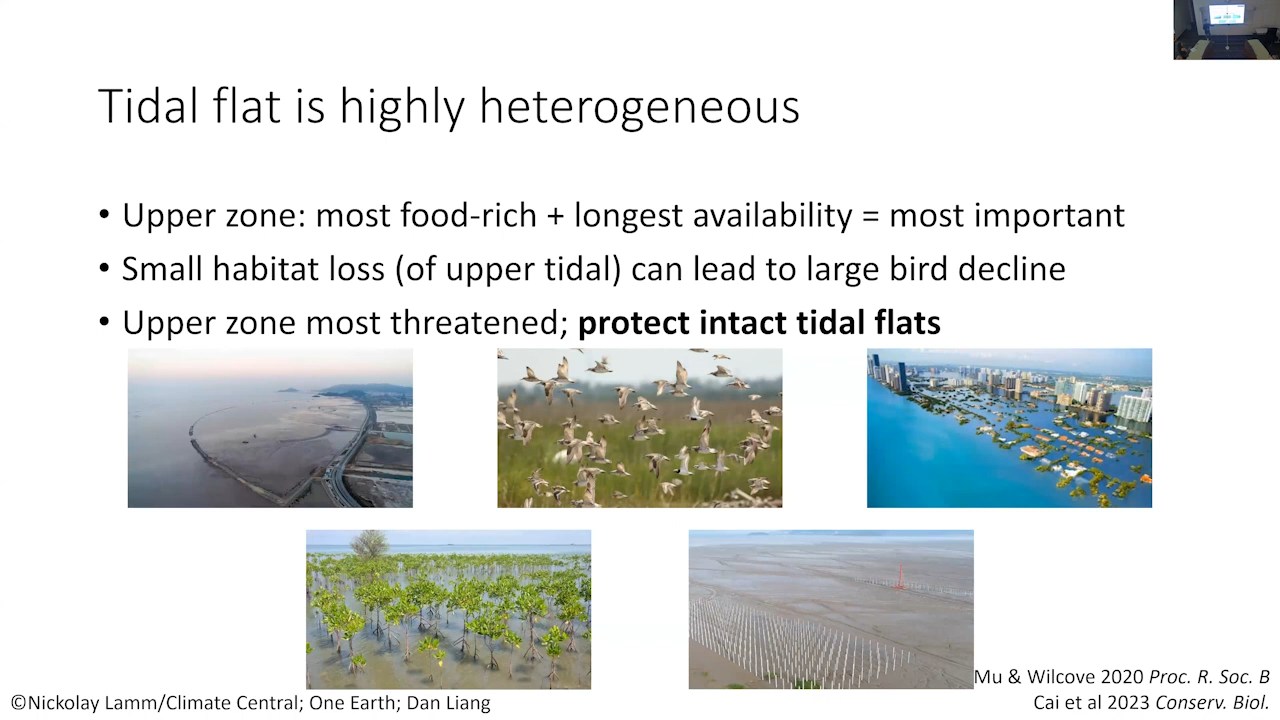 Tidal flat is highly heterogeneous
• Upper zone: most food-rich + longest availability = most important
• Small habitat loss (of upper tidal) can lead to large bird decline
• Upper zone most threatened; protect intact tidal flats
Mu & Wilcove 2020 Proc. R. Soc. B
©Nickolay Lamm/Climate Central; One Earth; Dan Liang
Cai et al 2023 Conserv. Biol.